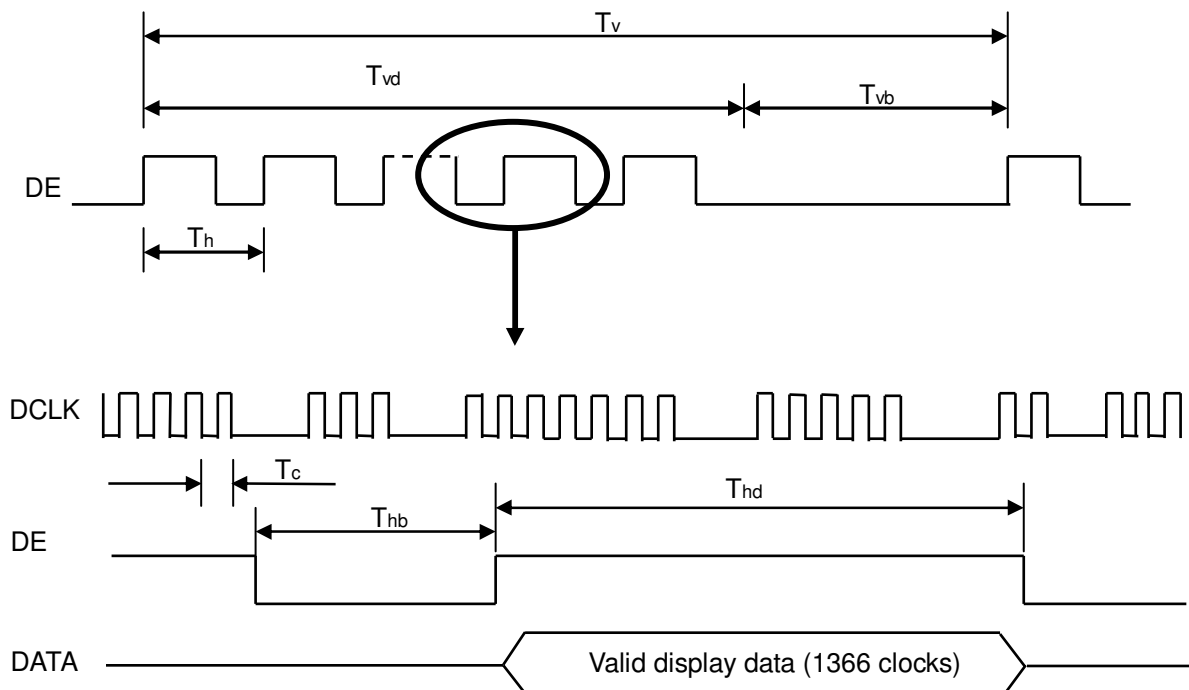 Tv
Tvd
Tvb
DE
Th
DCLK
Tc
Thd
Thb
DE
DATA
Valid display data (1366 clocks)